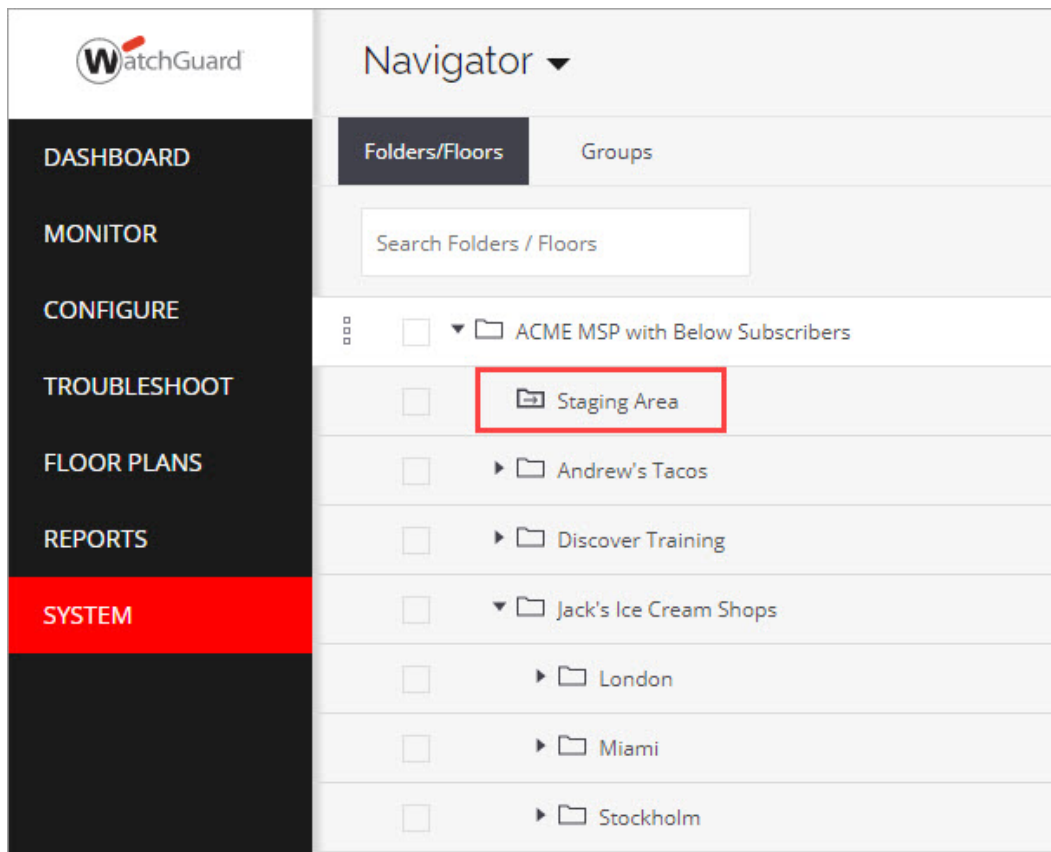 WatchGuard
Navigator
DASHBOARD
MONITOR
CONFIGURE
TROUBLESHOOT
FLOOR PLANS
REPORTS
SYSTEM
Folders/Floors
Groups
Search Folders / Floors
ACME MSP with Below Subscribers
Staging Area
Andrew's Tacos
Discover Training
Jack's Ice Cream Shops
London
Miami
Stockholm